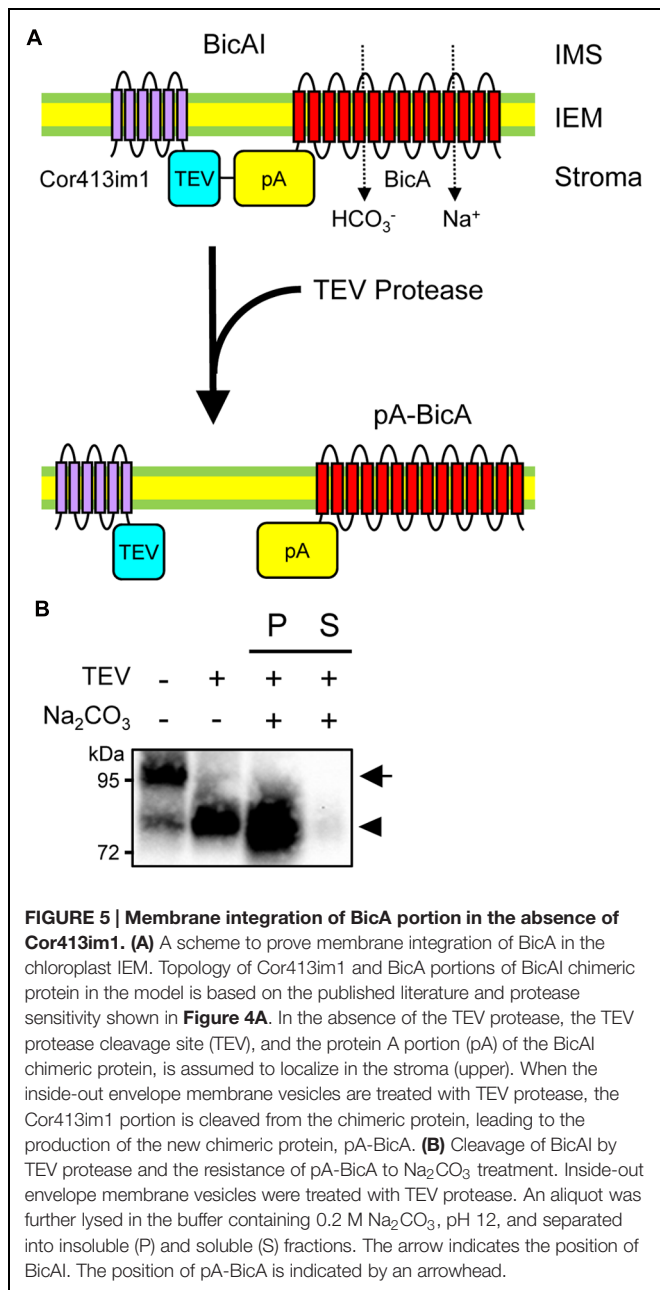 A
BicAI
IMS
IEM
Stroma
Cor413im1
TEV
pA
BicA
HCO₃⁻
Na⁺
TEV Protease
pA-BicA
TEV
pA
B
P S
TEV - + + +
Na₂CO₃ - - + +
kDa
95
72
FIGURE 5 | Membrane integration of BicA portion in the absence of
Cor413im1. (A) A scheme to prove membrane integration of BicA in the
chloroplast IEM. Topology of Cor413im1 and BicA portions of BicAI chimeric
protein in the model is based on the published literature and protease
sensitivity shown in Figure 4A. In the absence of the TEV protease, the TEV
protease cleavage site (TEV), and the protein A portion (pA) of the BicAI
chimeric protein, is assumed to localize in the stroma (upper). When the
inside-out envelope membrane vesicles are treated with TEV protease, the
Cor413im1 portion is cleaved from the chimeric protein, leading to the
production of the new chimeric protein, pA-BicA. (B) Cleavage of BicAI by
TEV protease and the resistance of pA-BicA to Na₂CO₃ treatment. Inside-out
envelope membrane vesicles were treated with TEV protease. An aliquot was
further lysed in the buffer containing 0.2 M Na₂CO₃, pH 12, and separated
into insoluble (P) and soluble (S) fractions. The arrow indicates the position of
BicAI. The position of pA-BicA is indicated by an arrowhead.